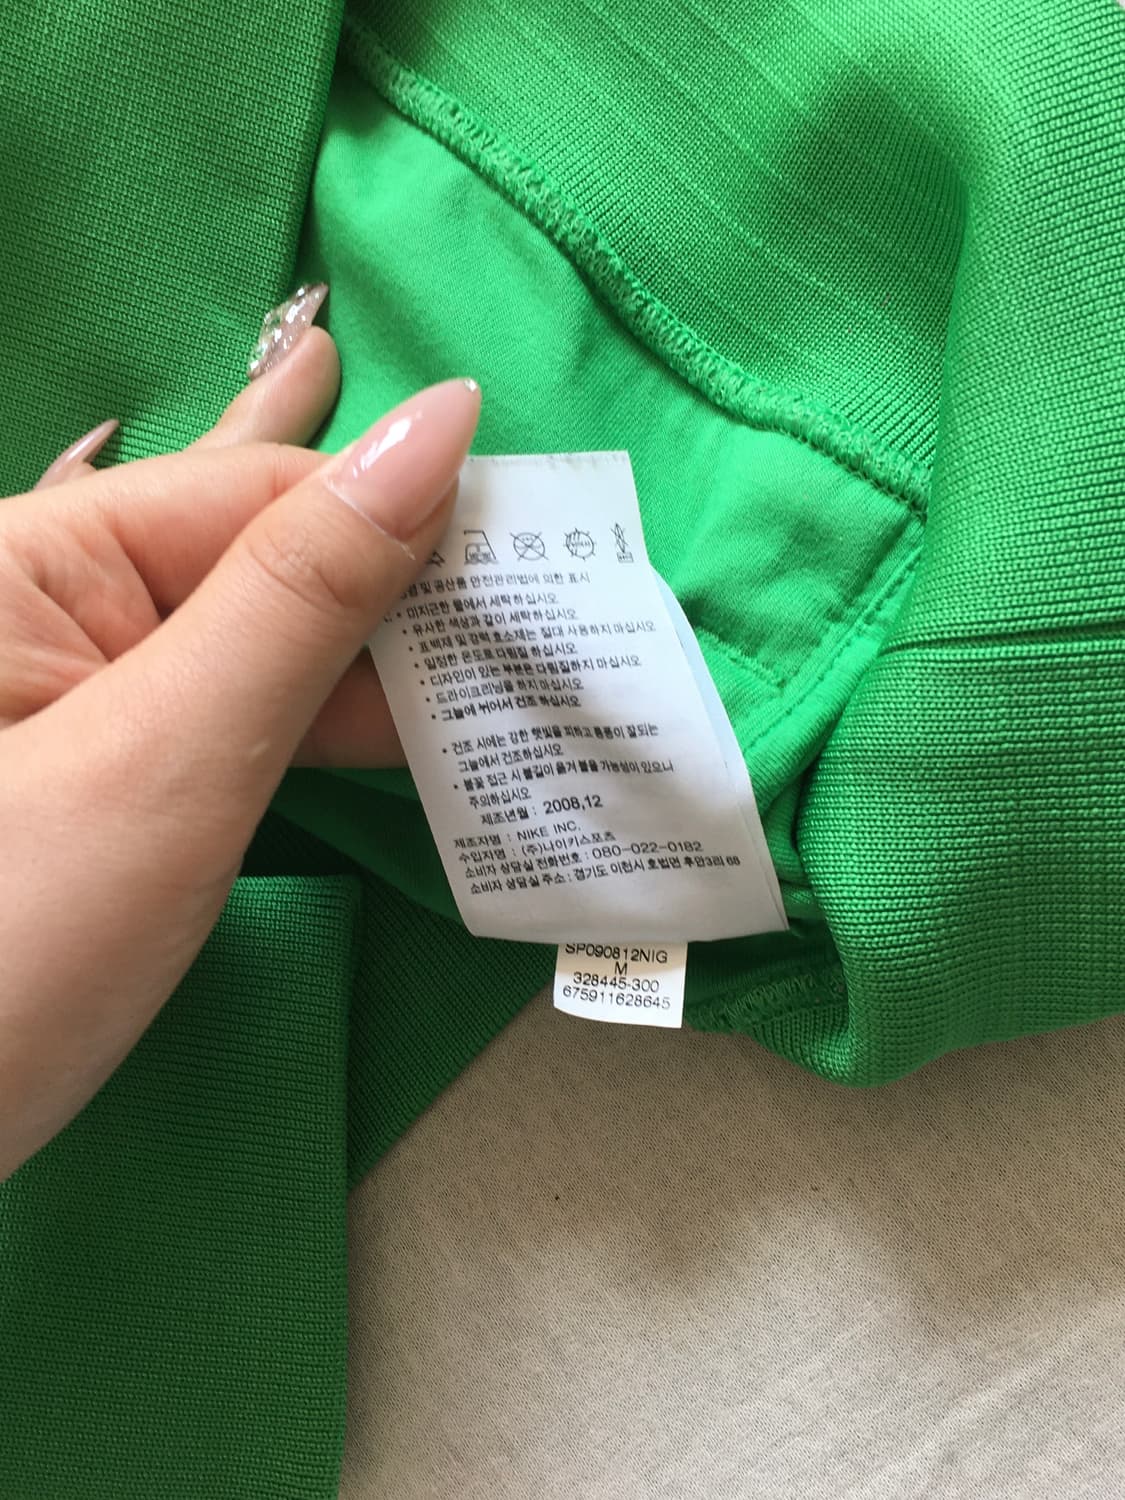 및 공산품 안전관리법에 의한 표시
• 미지근한 물에서 세탁하십시오
• 유사한 색상과 같이 세탁하십시오
• 표백제 및 강력 효소제는 절대 사용하지 마십시오
• 일정한 온도로 다림질 하십시오
• 디자인이 있는 부분은 다림질하지 마십시오
• 드라이크리닝을 하지 마십시오
• 그늘에 뉘어서 건조 하십시오
• 건조 시에는 강한 햇빛을 피하고 통풍이 잘되는
그늘에서 건조하십시오
• 불꽃 접근 시 불길이 옮겨 붙을 가능성이 있으니
주의하십시오
제조년월 : 2008,12
제조자명 : NIKE INC.
수입자명 : (주)나이키스포츠
소비자 상담실 전화번호 : 080-022-0182
소비자 상담실 주소 : 경기도 이천시 호법면 후안3리 68
SP090812NIG
M
328445-300
675911628645